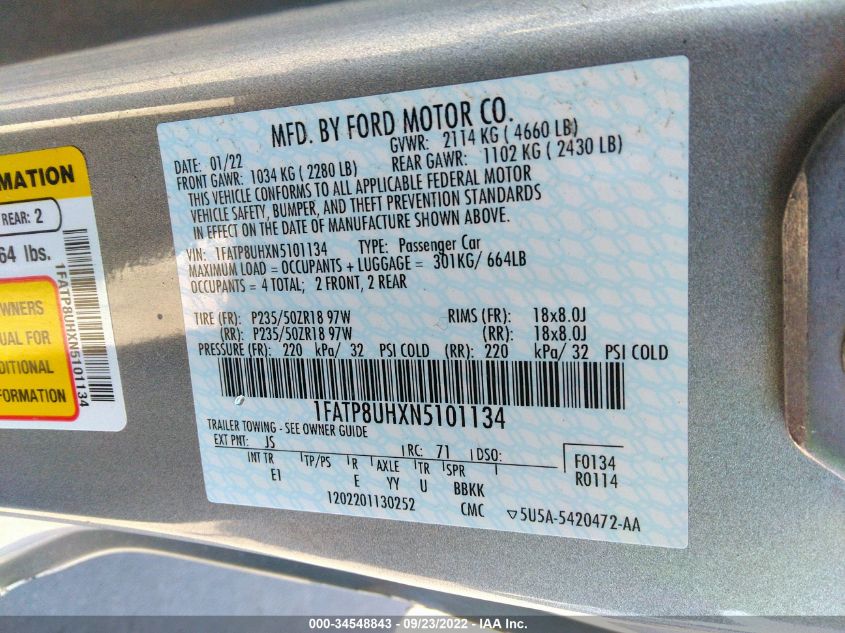 MFD. BY FORD MOTOR CO.
DATE: 01/22 GVWR: 2114 KG ( 4660 LB)
FRONT GAWR: 1034 KG ( 2280 LB) REAR GAWR: 1102 KG ( 2430 LB)
THIS VEHICLE CONFORMS TO ALL APPLICABLE FEDERAL MOTOR
VEHICLE SAFETY, BUMPER, AND THEFT PREVENTION STANDARDS
IN EFFECT ON THE DATE OF MANUFACTURE SHOWN ABOVE.
VIN: 1FATP8UHXN5101134 TYPE: Passenger Car
MAXIMUM LOAD = OCCUPANTS + LUGGAGE = 301KG/ 664LB
OCCUPANTS = 4 TOTAL; 2 FRONT, 2 REAR
TIRE (FR): P235/50ZR18 97W RIMS (FR): 18x8.0J
(RR): P235/50ZR18 97W (RR): 18x8.0J
PRESSURE (FR): 220 kPa/ 32 PSI COLD (RR): 220 kPa/ 32 PSI COLD
1FATP8UHXN5101134
TRAILER TOWING - SEE OWNER GUIDE
EXT PNT: JS RC: 71 DSO:
INT TR TP/PS R AXLE TR SPR
EI E YY U BBKK
F0134
R0114
1202201130252 CMC ▽5U5A-5420472-AA
MATION
REAR: 2
64 lbs.
WNERS
UAL FOR
DITIONAL
FORMATION
1FATP8UHXN5101134
000-34548843 - 09/23/2022 - IAA Inc.